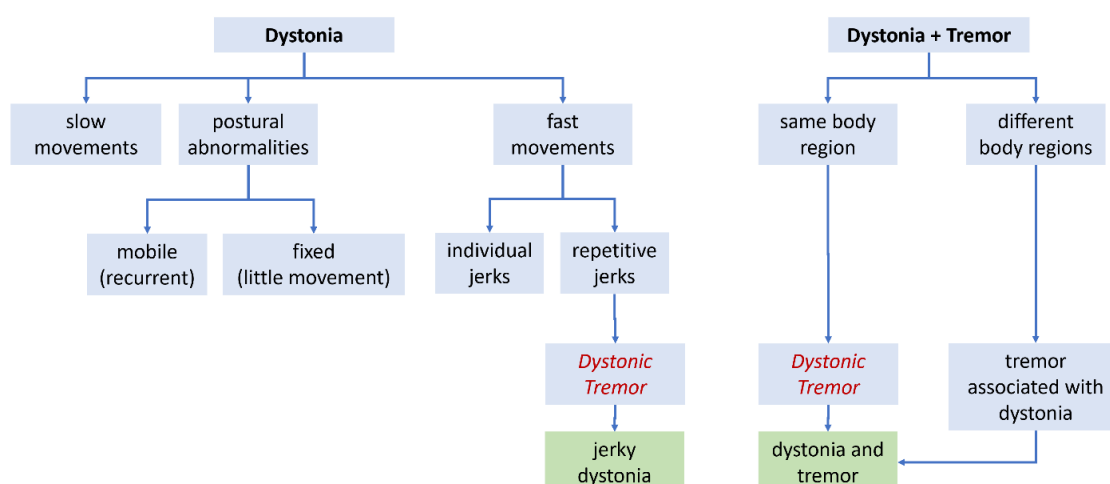 Dystonia
Dystonia + Tremor
slow
movements
postural
abnormalities
fast
movements
same body
region
different
body regions
mobile
(recurrent)
fixed
(little movement)
individual
jerks
repetitive
jerks
Dystonic
Tremor
Dystonic
Tremor
tremor
associated with
dystonia
jerky
dystonia
dystonia and
tremor